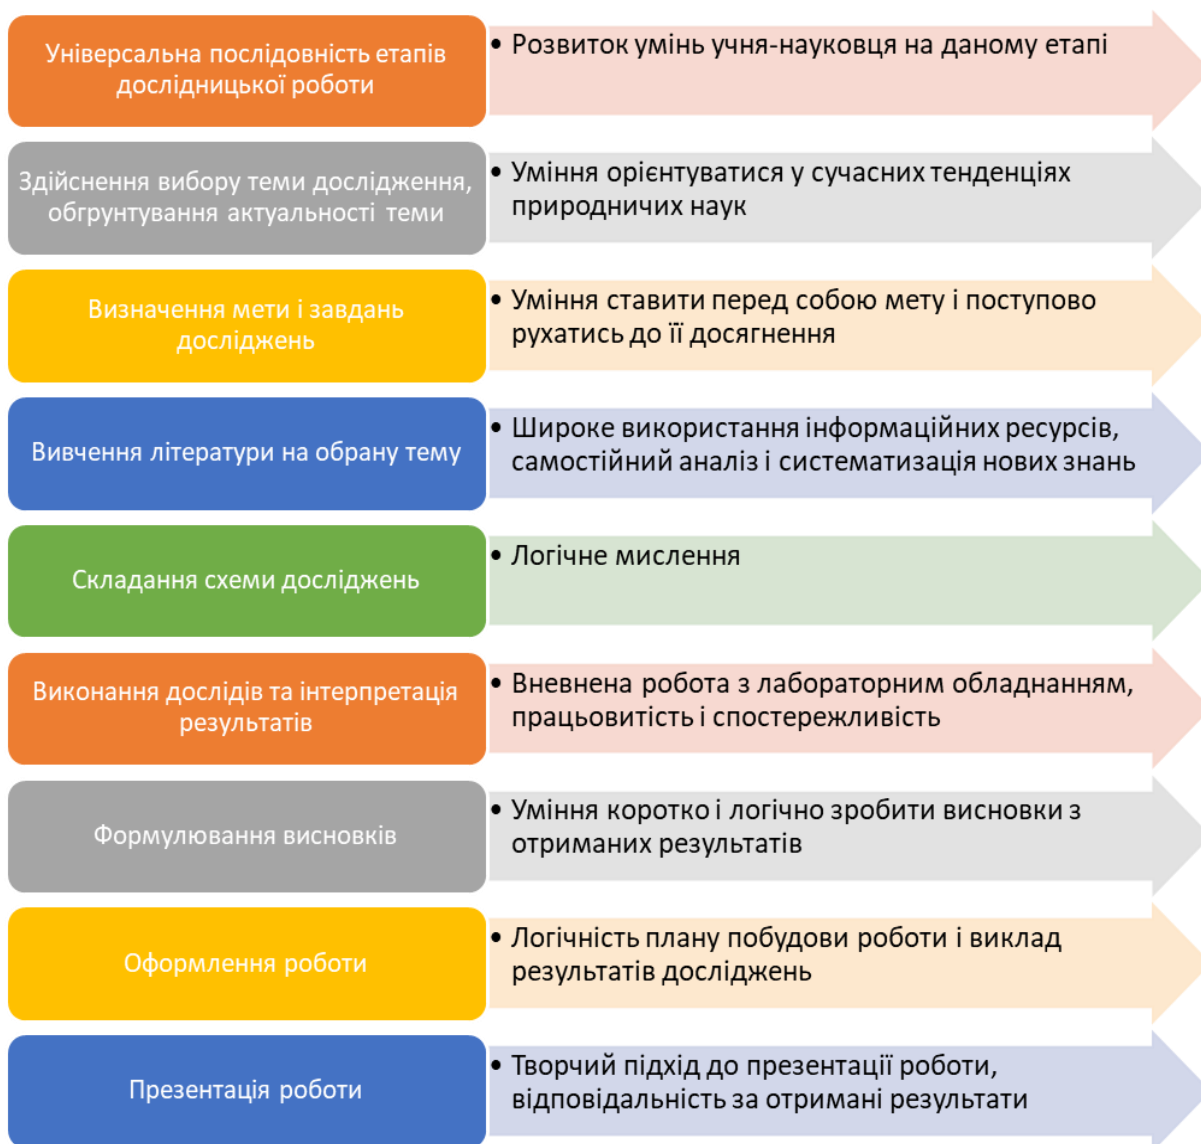 Універсальна послідовність етапів
дослідницької роботи
• Розвиток умінь учня-науковця на даному етапі
Здійснення вибору теми дослідження,
обгрунтування актуальності теми
• Уміння орієнтуватися у сучасних тенденціях
природничих наук
Визначення мети і завдань
досліджень
• Уміння ставити перед собою мету і поступово
рухатись до її досягнення
Вивчення літератури на обрану тему
• Широке використання інформаційних ресурсів,
самостійний аналіз і систематизація нових знань
Складання схеми досліджень
• Логічне мислення
Виконання дослідів та інтерпретація
результатів
• Вневнена робота з лабораторним обладнанням,
працьовитість і спостережливість
Формулювання висновків
• Уміння коротко і логічно зробити висновки з
отриманих результатів
Оформлення роботи
• Логічність плану побудови роботи і виклад
результатів досліджень
Презентація роботи
• Творчий підхід до презентації роботи,
відповідальність за отримані результати